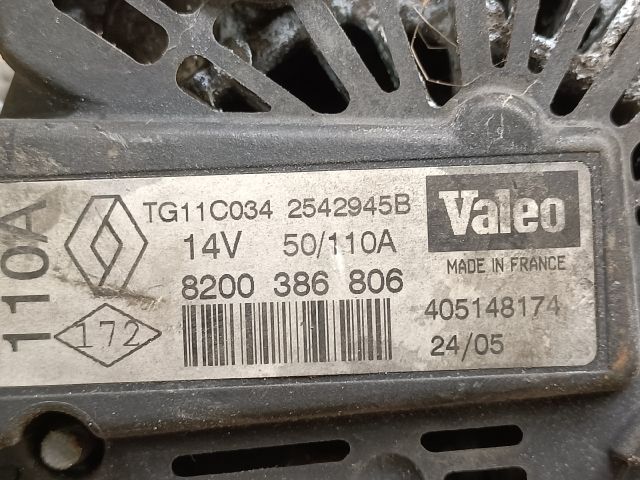 110A
172
TG11C034 2542945B
14V 50/110A
8200 386 806
Valeo
MADE IN FRANCE
405148174
24/05